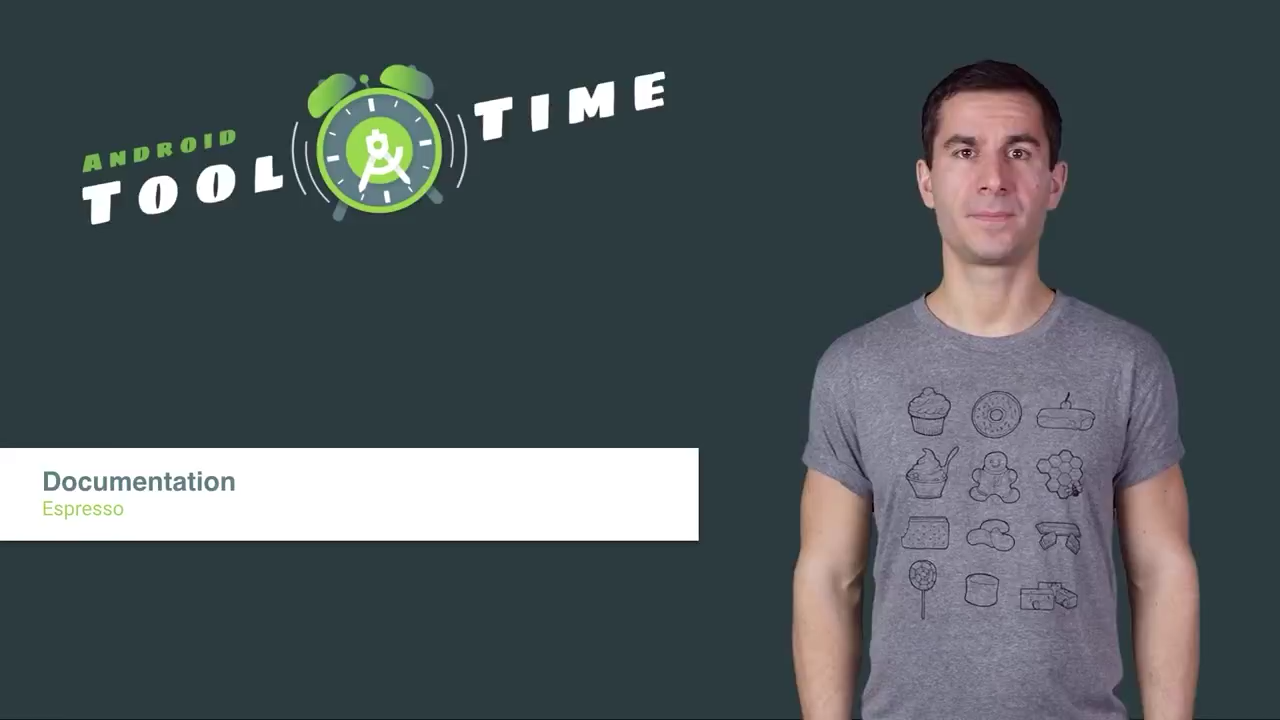 ANDROID
TOOL TIME
Documentation
Espresso